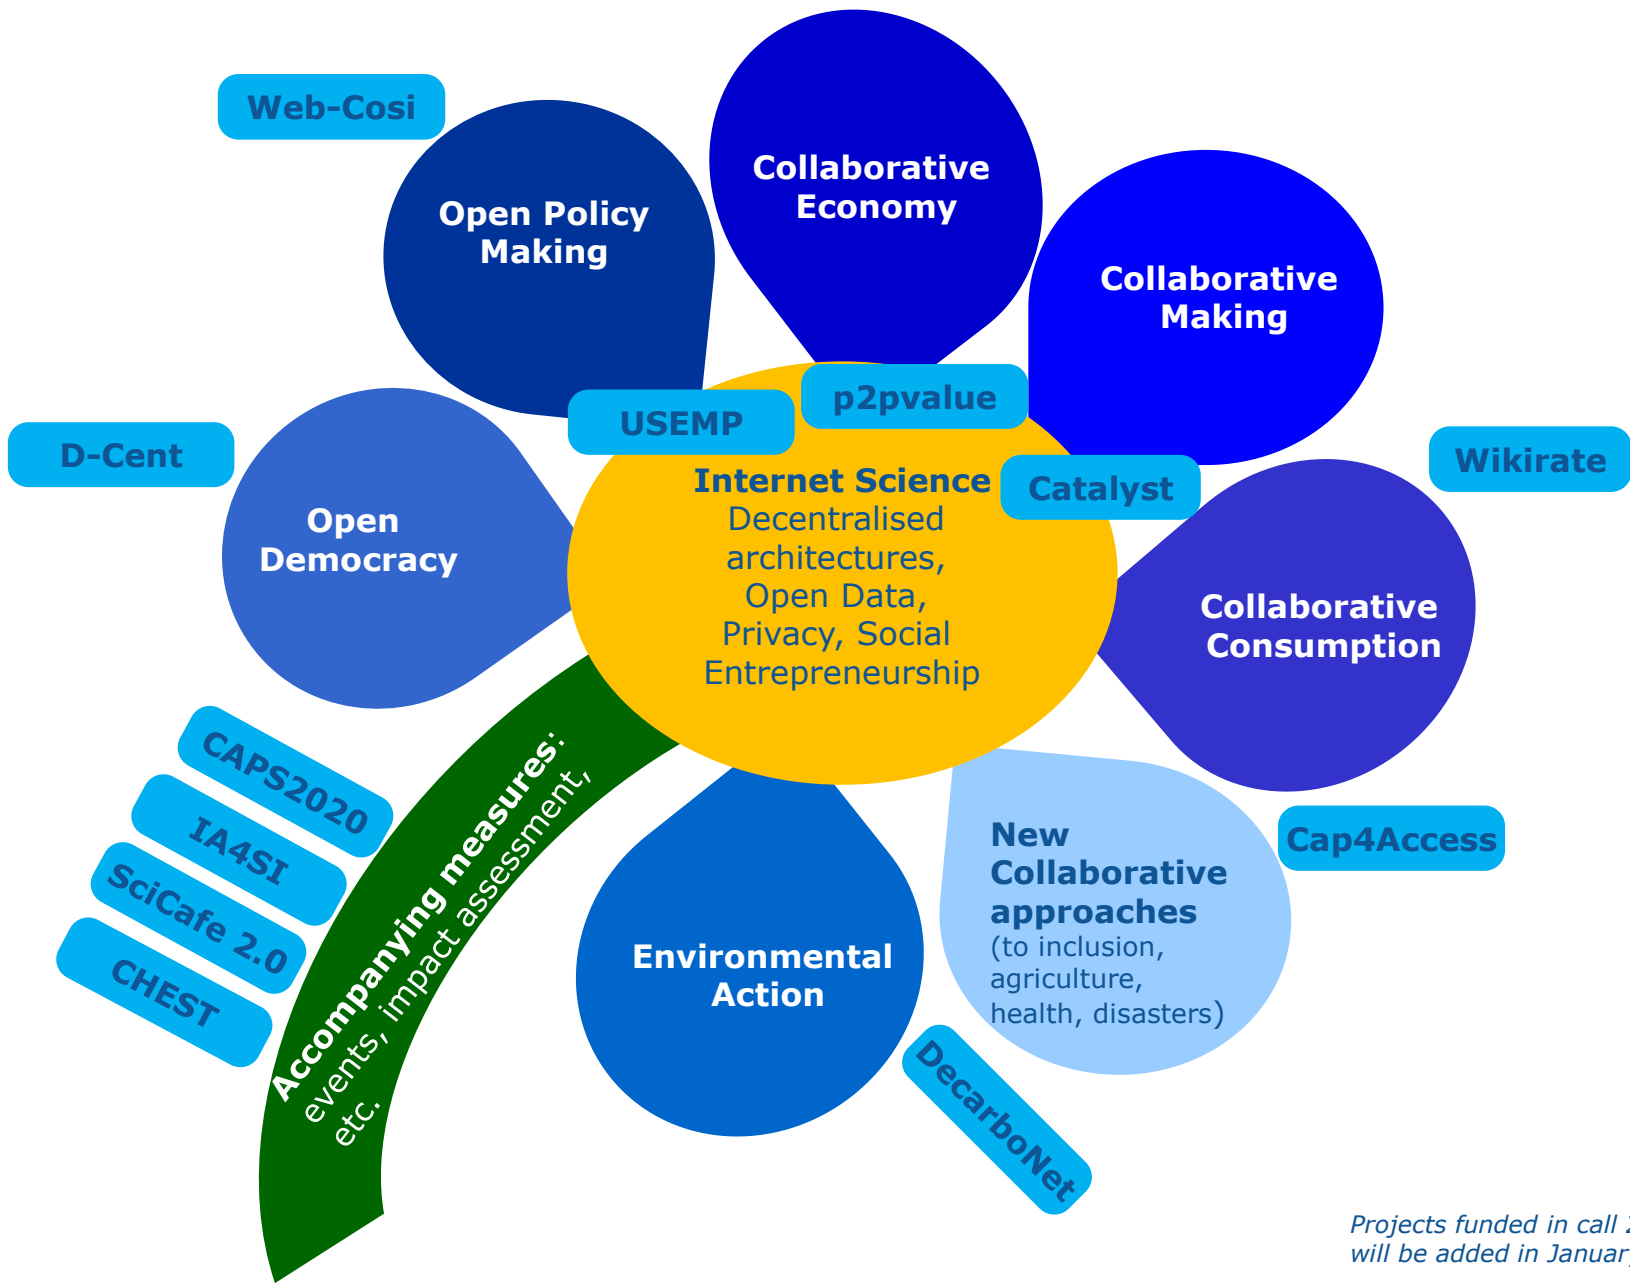 Web-Cosi
Collaborative
Economy
Open Policy
Making
Collaborative
Making
p2pvalue
USEMP
D-Cent
Wikirate
Internet Science
Catalyst
Decentralised
architectures,
Open Data,
Privacy, Social
Entrepreneurship
Open
Democracy
Collaborative
Consumption
CAPS2020
IA4SI
SciCafe 2.0
CHEST
Accompanying measures:
events, impact assessment,
etc.
New
Collaborative
approaches
(to inclusion,
agriculture,
health, disasters)
Cap4Access
Environmental
Action
DecarboNet
Projects funded in call 2
will be added in January